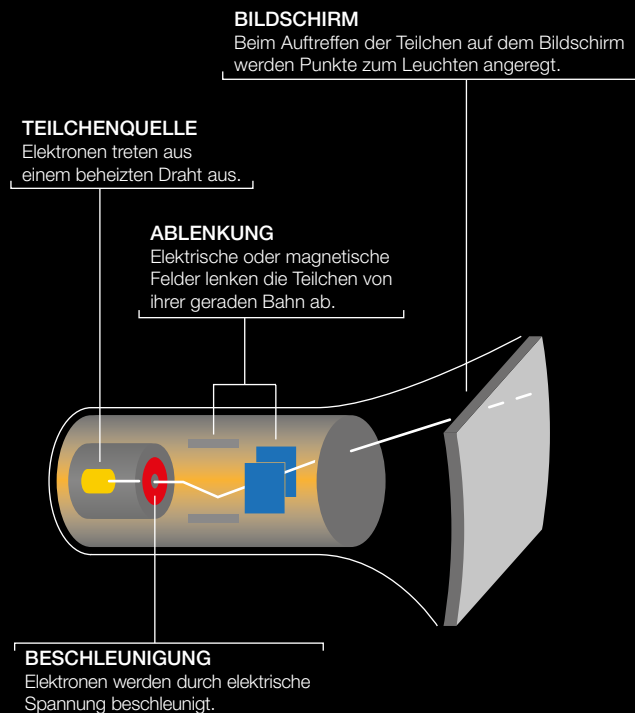 BILDSCHIRM
Beim Auftreffen der Teilchen auf dem Bildschirm
werden Punkte zum Leuchten angeregt.
TEILCHENQUELLE
Elektronen treten aus
einem beheizten Draht aus.
ABLENKUNG
Elektrische oder magnetische
Felder lenken die Teilchen von
ihrer geraden Bahn ab.
BESCHLEUNIGUNG
Elektronen werden durch elektrische
Spannung beschleunigt.